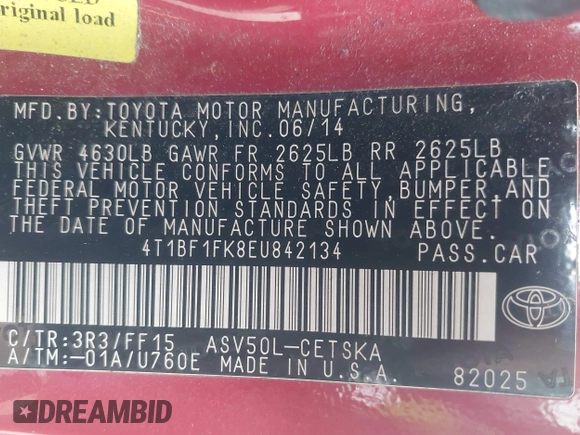 riginal load
MFD.BY:TOYOTA MOTOR MANUFACTURING,
KENTUCKY,INC.06/14
GVWR 4630LB GAWR FR 2625LB RR 2625LB
THIS VEHICLE CONFORMS TO ALL APPLICABLE
FEDERAL MOTOR VEHICLE SAFETY,BUMPER,AND
THEFT PREVENTION STANDARDS IN EFFECT ON
THE DATE OF MANUFACTURE SHOWN ABOVE.
4T1BF1FK8EU842134 PASS.CAR
C/TR:3R3/FF15 ASV50L-CETSKA
A/TM:-01A/U760E MADE IN U.S.A. 82025
DREAMBID